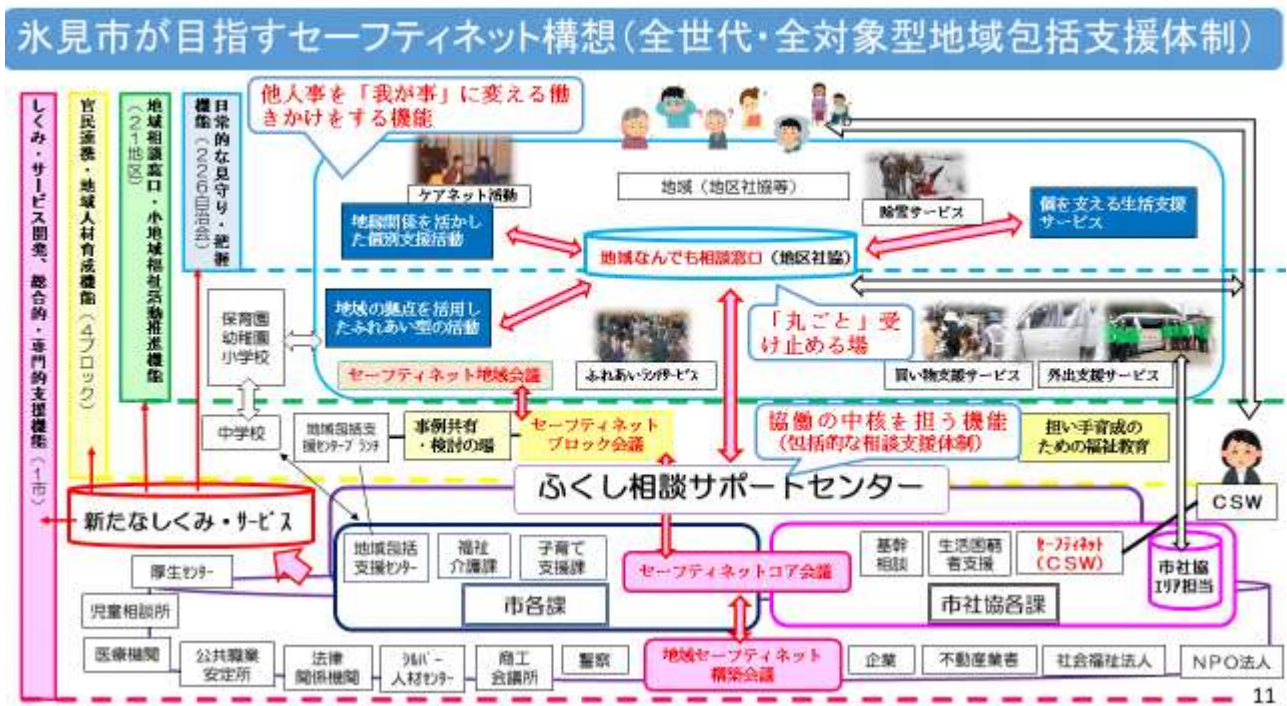 氷見市が目指すセーフティネット構想(全世代・全対象型地域包括支援体制)
しくみ・サービス開発、総合的・専門的支援機能(1市)
官民連携・地域人材育成機能(4ブロック)
地域相談窓口・小地域福祉活動推進機能
(21地区)
日常的な見守り・把握
機能(226自治会)
他人事を「我が事」に変える働
きかけをする機能
ケアネット活動
地域(地区社協等)
除雪サービス
地縁関係を活かし
た個別支援活動
個を支える生活支援
サービス
地域なんでも相談窓口(地区社協)
地域の拠点を活用し
たふれあい型の活動
「丸ごと」受
け止める場
保育園
幼稚園
小学校
セーフティネット地域会議
ふれあいランチサービス
買い物支援サービス
外出支援サービス
中学校
地域包括支
援センターブランチ
事例共有
・検討の場
セーフティネット
ブロック会議
協働の中核を担う機能
(包括的な相談支援体制)
担い手育成の
ための福祉教育
ふくし相談サポートセンター
CSW
新たなしくみ・サービス
地域包括
支援センター
福祉
介護課
子育て
支援課
セーフティネットコア会議
基幹
相談
生活困窮
者支援
セーフティネット
(CSW)
市社協
エリア担当
市各課
市社協各課
厚生センター
児童相談所
医療機関
公共職業
安定所
法律
関係機関
シルバー
人材センター
商工
会議所
警察
地域セーフティネット
構築会議
企業
不動産業者
社会福祉法人
NPO法人
11